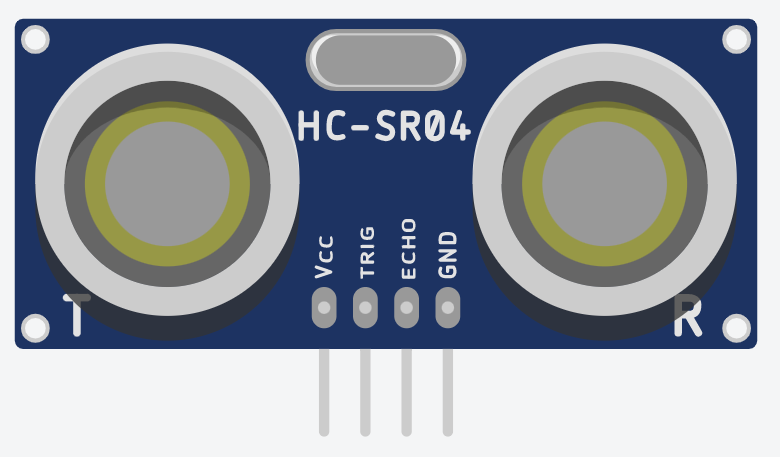 HC-SR04
Vcc
TRIG
ECHO
GND
T
R